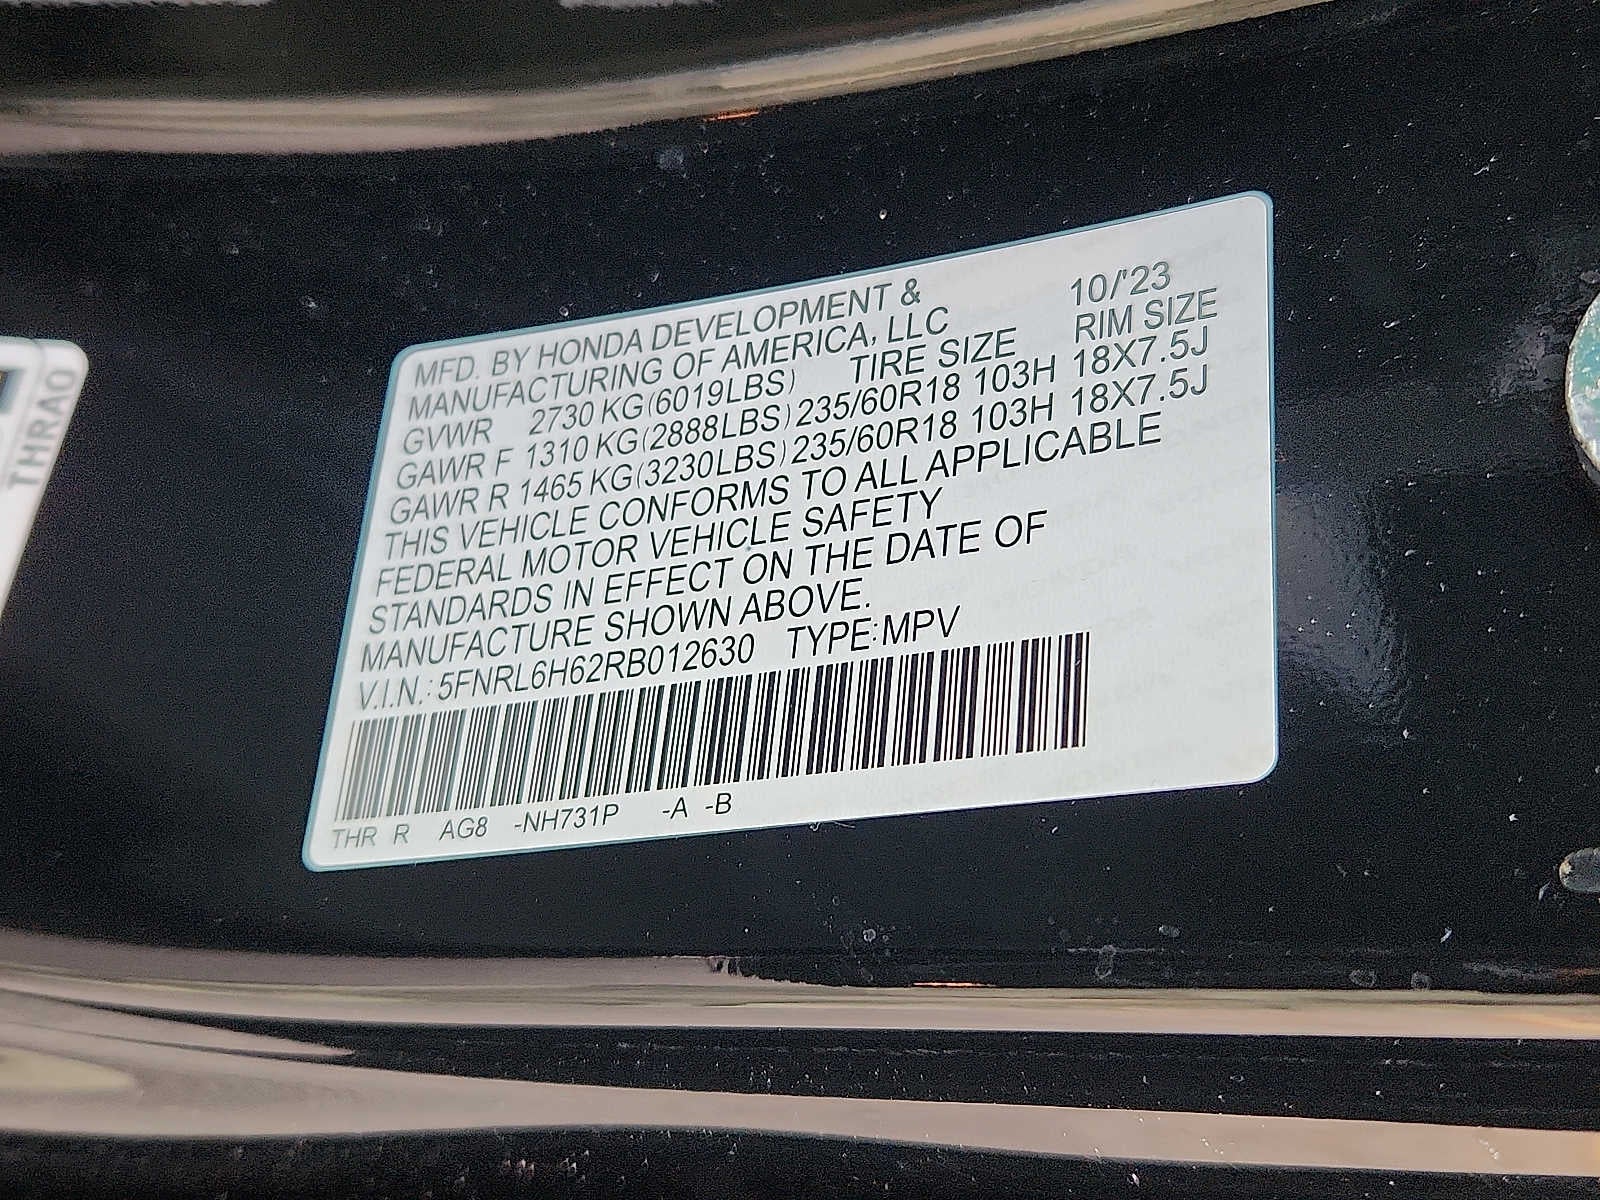 MFD. BY HONDA DEVELOPMENT & 10/'23
MANUFACTURING OF AMERICA, LLC RIM SIZE
GVWR 2730 KG(6019LBS) TIRE SIZE
GAWR F 1310 KG(2888LBS) 235/60R18 103H 18X7.5J
GAWR R 1465 KG(3230LBS) 235/60R18 103H 18X7.5J
THIS VEHICLE CONFORMS TO ALL APPLICABLE
FEDERAL MOTOR VEHICLE SAFETY
STANDARDS IN EFFECT ON THE DATE OF
MANUFACTURE SHOWN ABOVE.
V.I.N.: 5FNRL6H62RB012630 TYPE:MPV
THR R AG8 -NH731P -A -B
THRA0